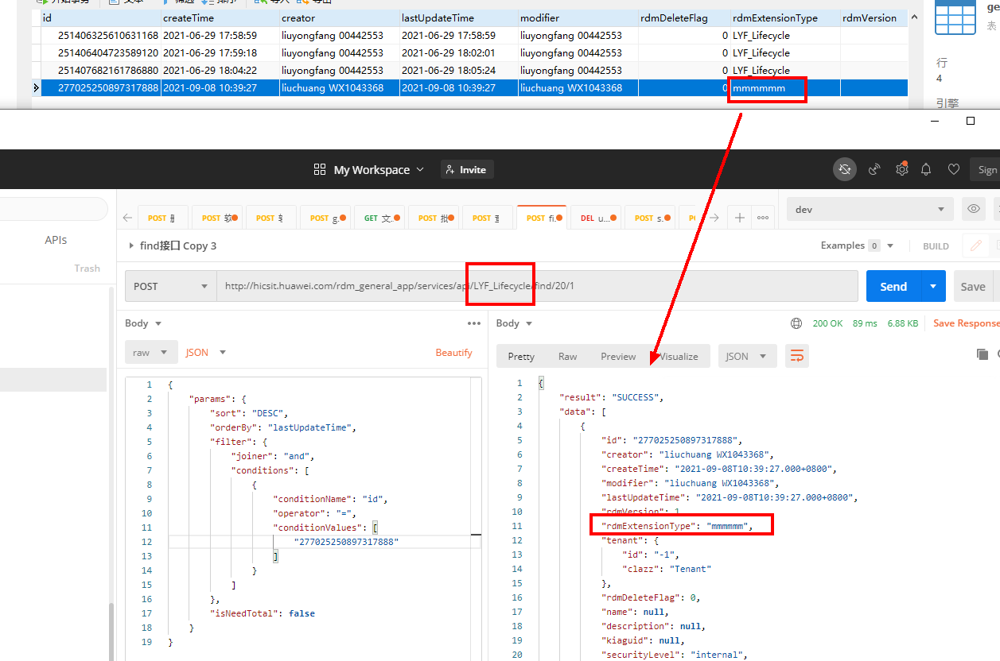 id createTime creator lastUpdateTime modifier rdmDeleteFlag rdmExtensionType rdmVersion
251406325610631168 2021-06-29 17:58:59 liuyongfang 00442553 2021-06-29 17:58:59 liuyongfang 00442553 0 LYF_Lifecycle
251406404723589120 2021-06-29 17:59:18 liuyongfang 00442553 2021-06-29 18:02:01 liuyongfang 00442553 0 LYF_Lifecycle
251407682161786880 2021-06-29 18:04:22 liuyongfang 00442553 2021-06-29 18:05:24 liuyongfang 00442553 0 LYF_Lifecycle
277025250897317888 2021-09-08 10:39:27 liuchuang WX1043368 2021-09-08 10:39:27 liuchuang WX1043368 0 mmmmmm
ge
表
行
4
引擎
My Workspace Invite Sign
POST POST 软 POST POST g. GET 文. POST 批 POST POST fi. DEL u... POST s. dev
APIs
Trash
find接口 Copy 3 Examples 0 BUILD
POST http://hicsit.huawei.com/rdm_general_app/services/api/LYF_Lifecycle/find/20/1 Send Save
Body
raw JSON Beautify
1 {
2 "params": {
3 "sort": "DESC",
4 "orderBy": "lastUpdateTime",
5 "filter": {
6 "joiner": "and",
7 "conditions": [
8 {
9 "conditionName": "id",
10 "operator": "=",
11 "conditionValues": [
12 "277025250897317888"
13 ]
14 }
15 ]
16 },
17 "isNeedTotal": false
18 }
19 }
Body 200 OK 89 ms 6.88 KB Save Response
Pretty Raw Preview Visualize JSON
1 {
2 "result": "SUCCESS",
3 "data": [
4 {
5 "id": "277025250897317888",
6 "creator": "liuchuang WX1043368",
7 "createTime": "2021-09-08T10:39:27.000+0800",
8 "modifier": "liuchuang WX1043368",
9 "lastUpdateTime": "2021-09-08T10:39:27.000+0800",
10 "rdmVersion": 1,
11 "rdmExtensionType": "mmmmmm",
12 "tenant": {
13 "id": "-1",
14 "clazz": "Tenant"
15 },
16 "rdmDeleteFlag": 0,
17 "name": null,
18 "description": null,
19 "kiaguid": null,
20 "securityLevel": "internal",